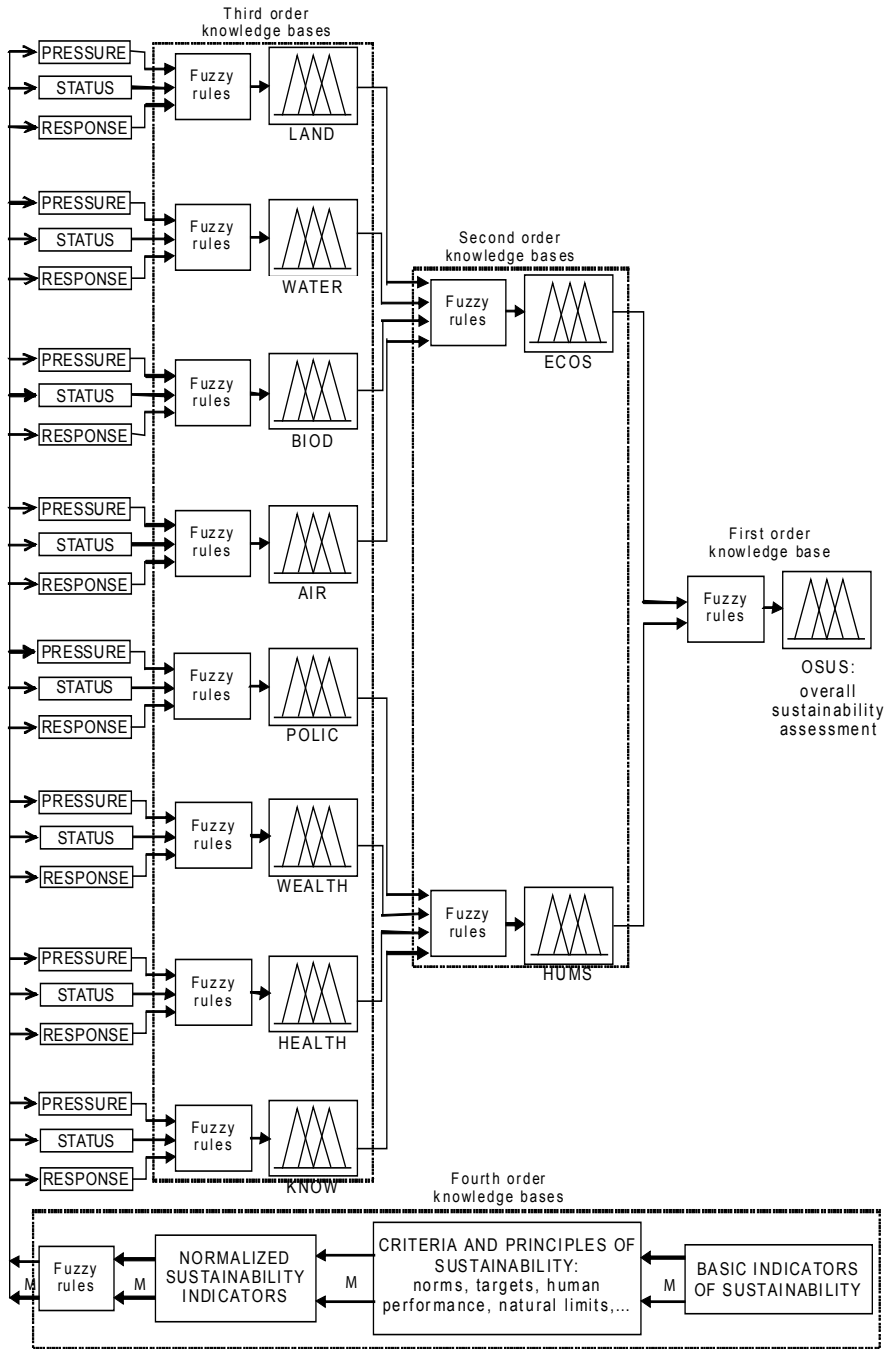 Third order
knowledge bases
PRESSURE
STATUS
RESPONSE
Fuzzy
rules
LAND
PRESSURE
STATUS
RESPONSE
Fuzzy
rules
WATER
PRESSURE
STATUS
RESPONSE
Fuzzy
rules
BIOD
PRESSURE
STATUS
RESPONSE
Fuzzy
rules
AIR
PRESSURE
STATUS
RESPONSE
Fuzzy
rules
POLIC
PRESSURE
STATUS
RESPONSE
Fuzzy
rules
WEALTH
PRESSURE
STATUS
RESPONSE
Fuzzy
rules
HEALTH
PRESSURE
STATUS
RESPONSE
Fuzzy
rules
KNOW
Second order
knowledge bases
Fuzzy
rules
ECOS
Fuzzy
rules
HUMS
First order
knowledge base
Fuzzy
rules
OSUS:
overall
sustainability
assessment
Fourth order
knowledge bases
M
Fuzzy
rules
M
NORMALIZED
SUSTAINABILITY
INDICATORS
M
CRITERIA AND PRINCIPLES OF
SUSTAINABILITY:
norms, targets, human
performance, natural limits,...
M
BASIC INDICATORS
OF SUSTAINABILITY